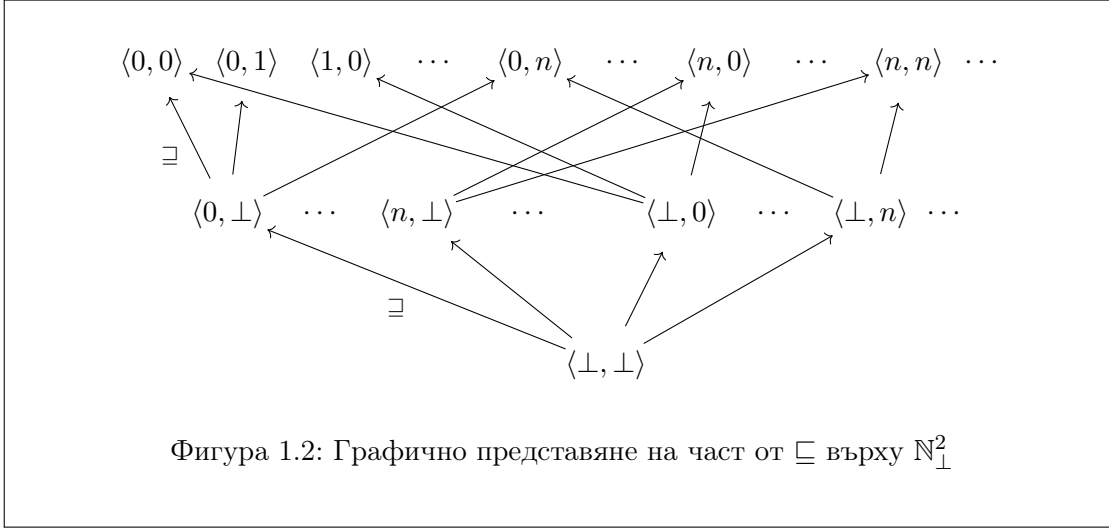 ⟨0, 0⟩ ⟨0, 1⟩ ⟨1, 0⟩ ⋯ ⟨0, n⟩ ⋯ ⟨n, 0⟩ ⋯ ⟨n, n⟩ ⋯
⊒
⟨0, ⊥⟩ ⋯ ⟨n, ⊥⟩ ⋯ ⟨⊥, 0⟩ ⋯ ⟨⊥, n⟩ ⋯
⊒
⟨⊥, ⊥⟩
Фигура 1.2: Графично представяне на част от ⊑ върху ℕ²⊥